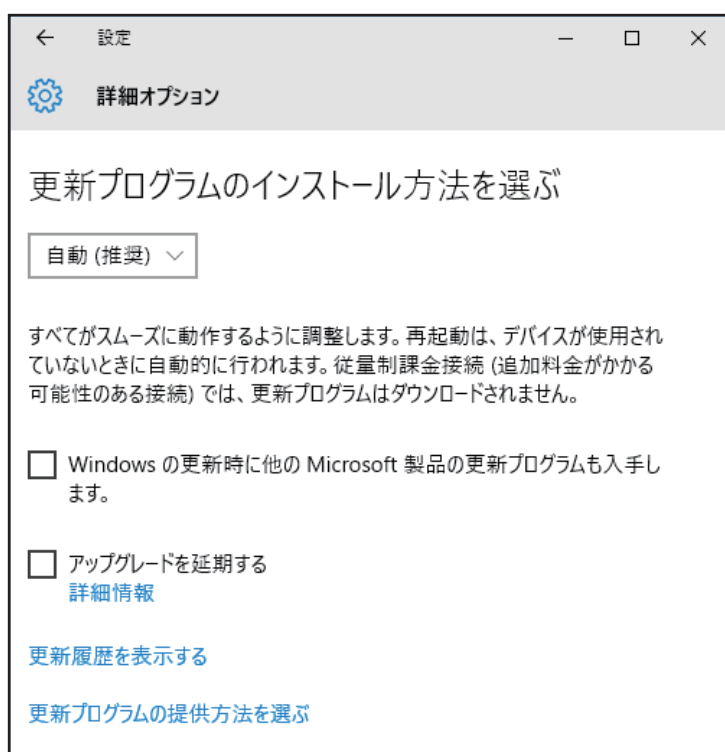 設定
詳細オプション
更新プログラムのインストール方法を選ぶ
自動 (推奨)
すべてがスムーズに動作するように調整します。再起動は、デバイスが使用され
ていないときに自動的に行われます。従量制課金接続 (追加料金がかかる
可能性のある接続) では、更新プログラムはダウンロードされません。
Windows の更新時に他の Microsoft 製品の更新プログラムも入手し
ます。
アップグレードを延期する
詳細情報
更新履歴を表示する
更新プログラムの提供方法を選ぶ